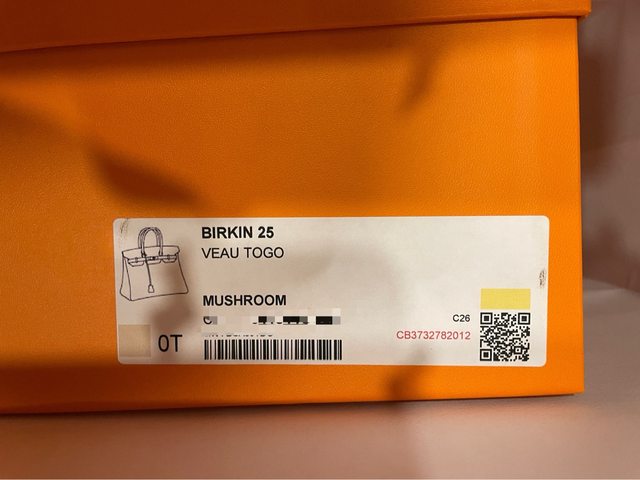 BIRKIN 25
VEAU TOGO
MUSHROOM
0T
C26
CB3732782012